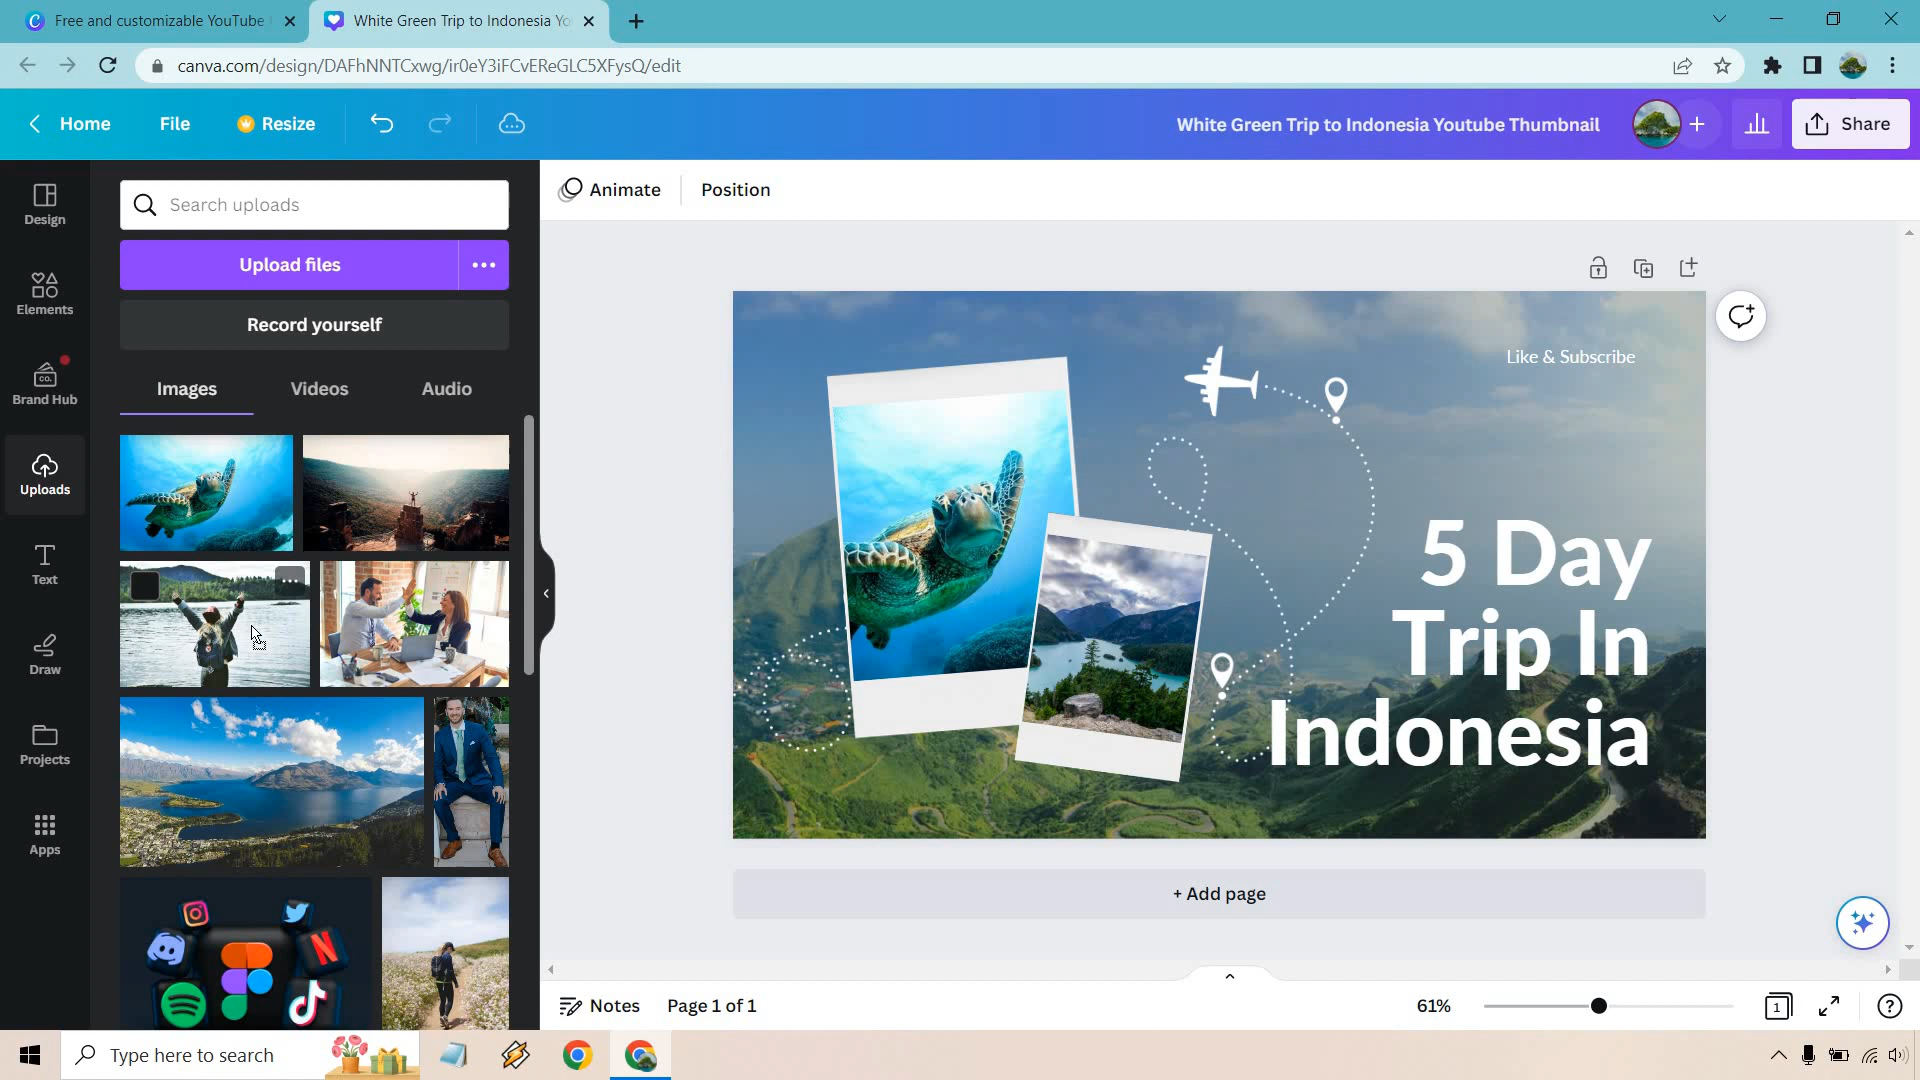 Free and customizable YouTube
White Green Trip to Indonesia Yo
canva.com/design/DAFhNNTCxwg/ir0eY3iFCvEReGLC5XFysQ/edit
Home
File
Resize
White Green Trip to Indonesia Youtube Thumbnail
Share
Design
Elements
CO.
Brand Hub
Uploads
Text
Draw
Projects
Apps
Search uploads
Upload files
Record yourself
Images
Videos
Audio
Animate
Position
Like & Subscribe
5 Day
Trip In
Indonesia
+ Add page
Notes
Page 1 of 1
61%
1
Type here to search